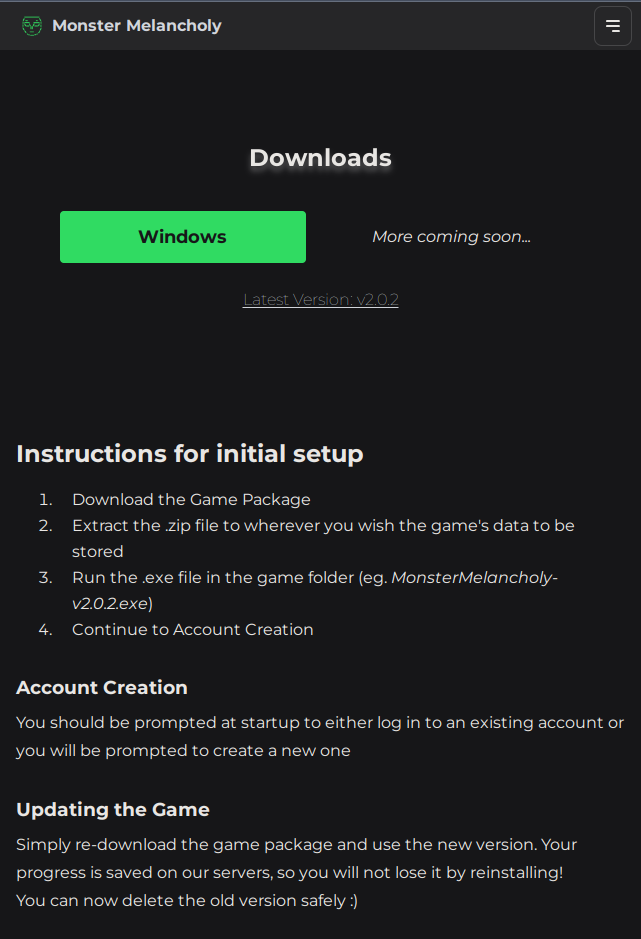 Monster Melancholy
Downloads
Windows
More coming soon...
Latest Version: v2.0.2
Instructions for initial setup
1. Download the Game Package
2. Extract the .zip file to wherever you wish the game's data to be
stored
3. Run the .exe file in the game folder (eg. MonsterMelancholy-
v2.0.2.exe)
4. Continue to Account Creation
Account Creation
You should be prompted at startup to either log in to an existing account or
you will be prompted to create a new one
Updating the Game
Simply re-download the game package and use the new version. Your
progress is saved on our servers, so you will not lose it by reinstalling!
You can now delete the old version safely :)